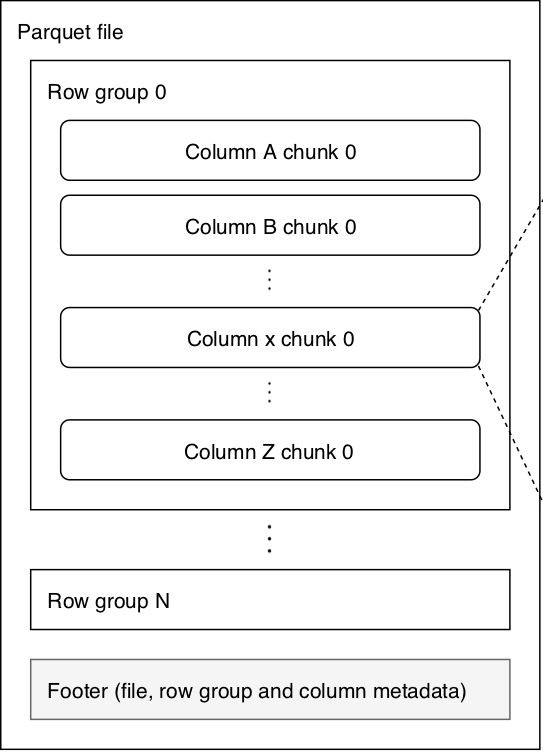 Parquet file
Row group 0
Column A chunk 0
Column B chunk 0
Column x chunk 0
Column Z chunk 0
Row group N
Footer (file, row group and column metadata)